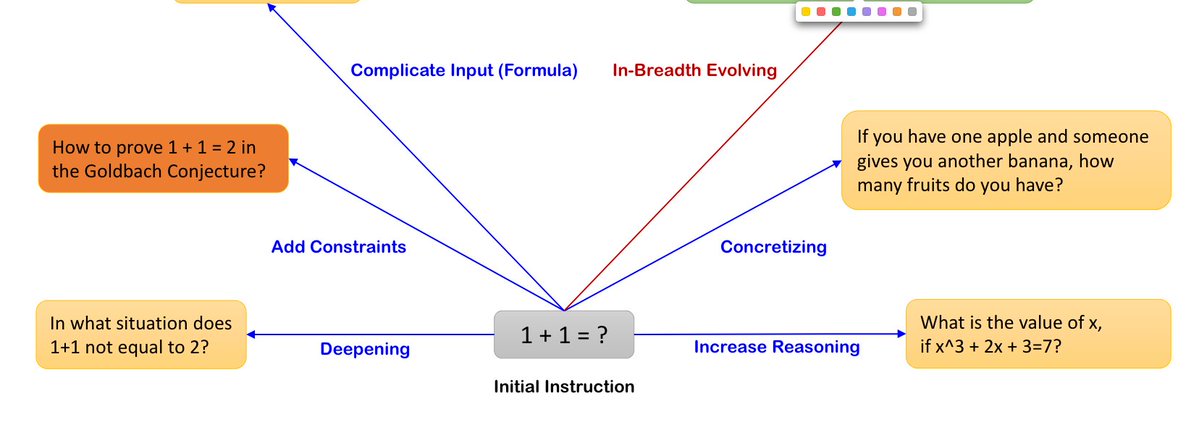 Complicate Input (Formula)
In-Breadth Evolving
How to prove 1 + 1 = 2 in
the Goldbach Conjecture?
If you have one apple and someone
gives you another banana, how
many fruits do you have?
Add Constraints
Concretizing
In what situation does
1+1 not equal to 2?
Deepening
1 + 1 = ?
Increase Reasoning
What is the value of x,
if x^3 + 2x + 3=7?
Initial Instruction